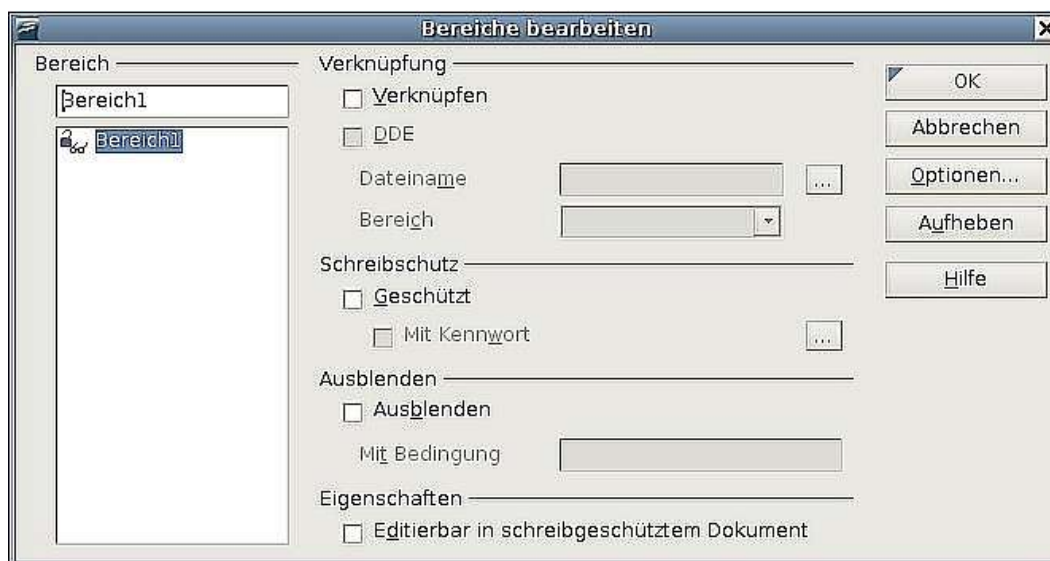 Bereiche bearbeiten
Bereich
Bereich1
Bereich1
Verknüpfung
Verknüpfen
DDE
Dateiname
...
Bereich
Schreibschutz
Geschützt
Mit Kennwort
...
Ausblenden
Ausblenden
Mit Bedingung
Eigenschaften
Editierbar in schreibgeschütztem Dokument
OK
Abbrechen
Optionen...
Aufheben
Hilfe